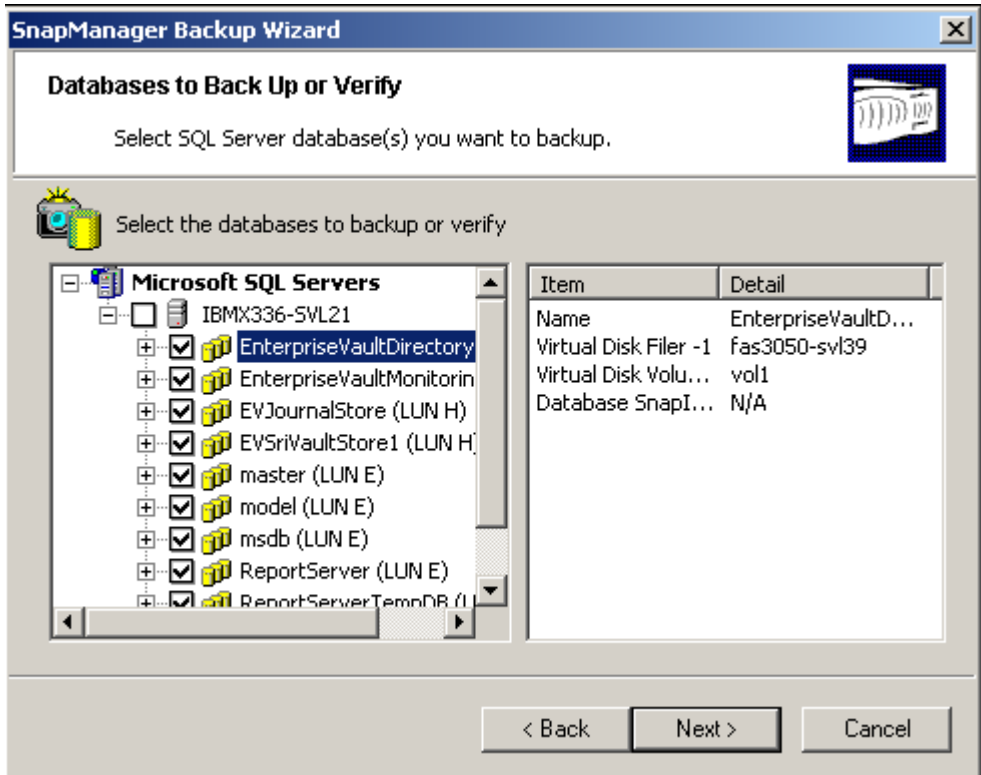 SnapManager Backup Wizard
Databases to Back Up or Verify
Select SQL Server database(s) you want to backup.
Select the databases to backup or verify
Microsoft SQL Servers
IBMX336-SVL21
EnterpriseVaultDirectory
EnterpriseVaultMonitorin
EVJournalStore (LUN H)
EVSriVaultStore1 (LUN H)
master (LUN E)
model (LUN E)
msdb (LUN E)
ReportServer (LUN E)
ReportServerTempDB (L
Item Detail
Name EnterpriseVaultD...
Virtual Disk Filer -1 fas3050-svl39
Virtual Disk Volu... vol1
Database SnapI... N/A
< Back Next > Cancel